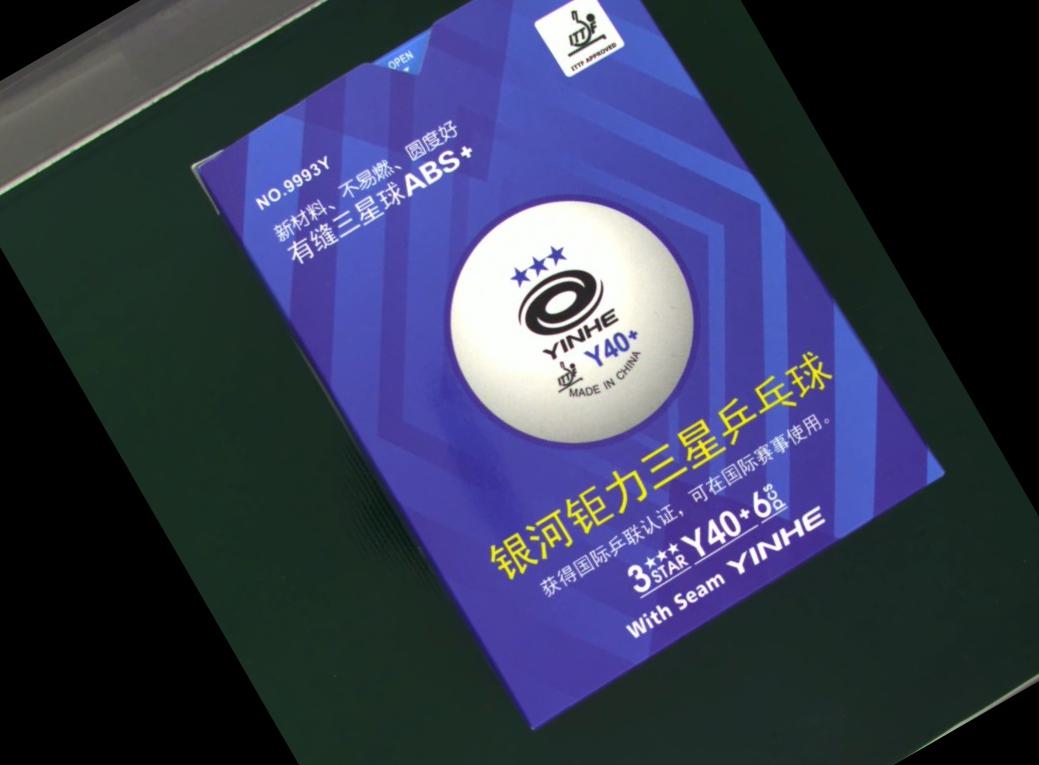 OPEN
ITTF
ITTF APPROVED
NO.9993Y
新材料、不易燃、圆度好
有缝三星球ABS+
YINHE
Y40+
MADE IN CHINA
银河钜力三星乒乓球
获得国际乒联认证，可在国际赛事使用。
3 STAR Y40+ 6 PCS
With Seam YINHE